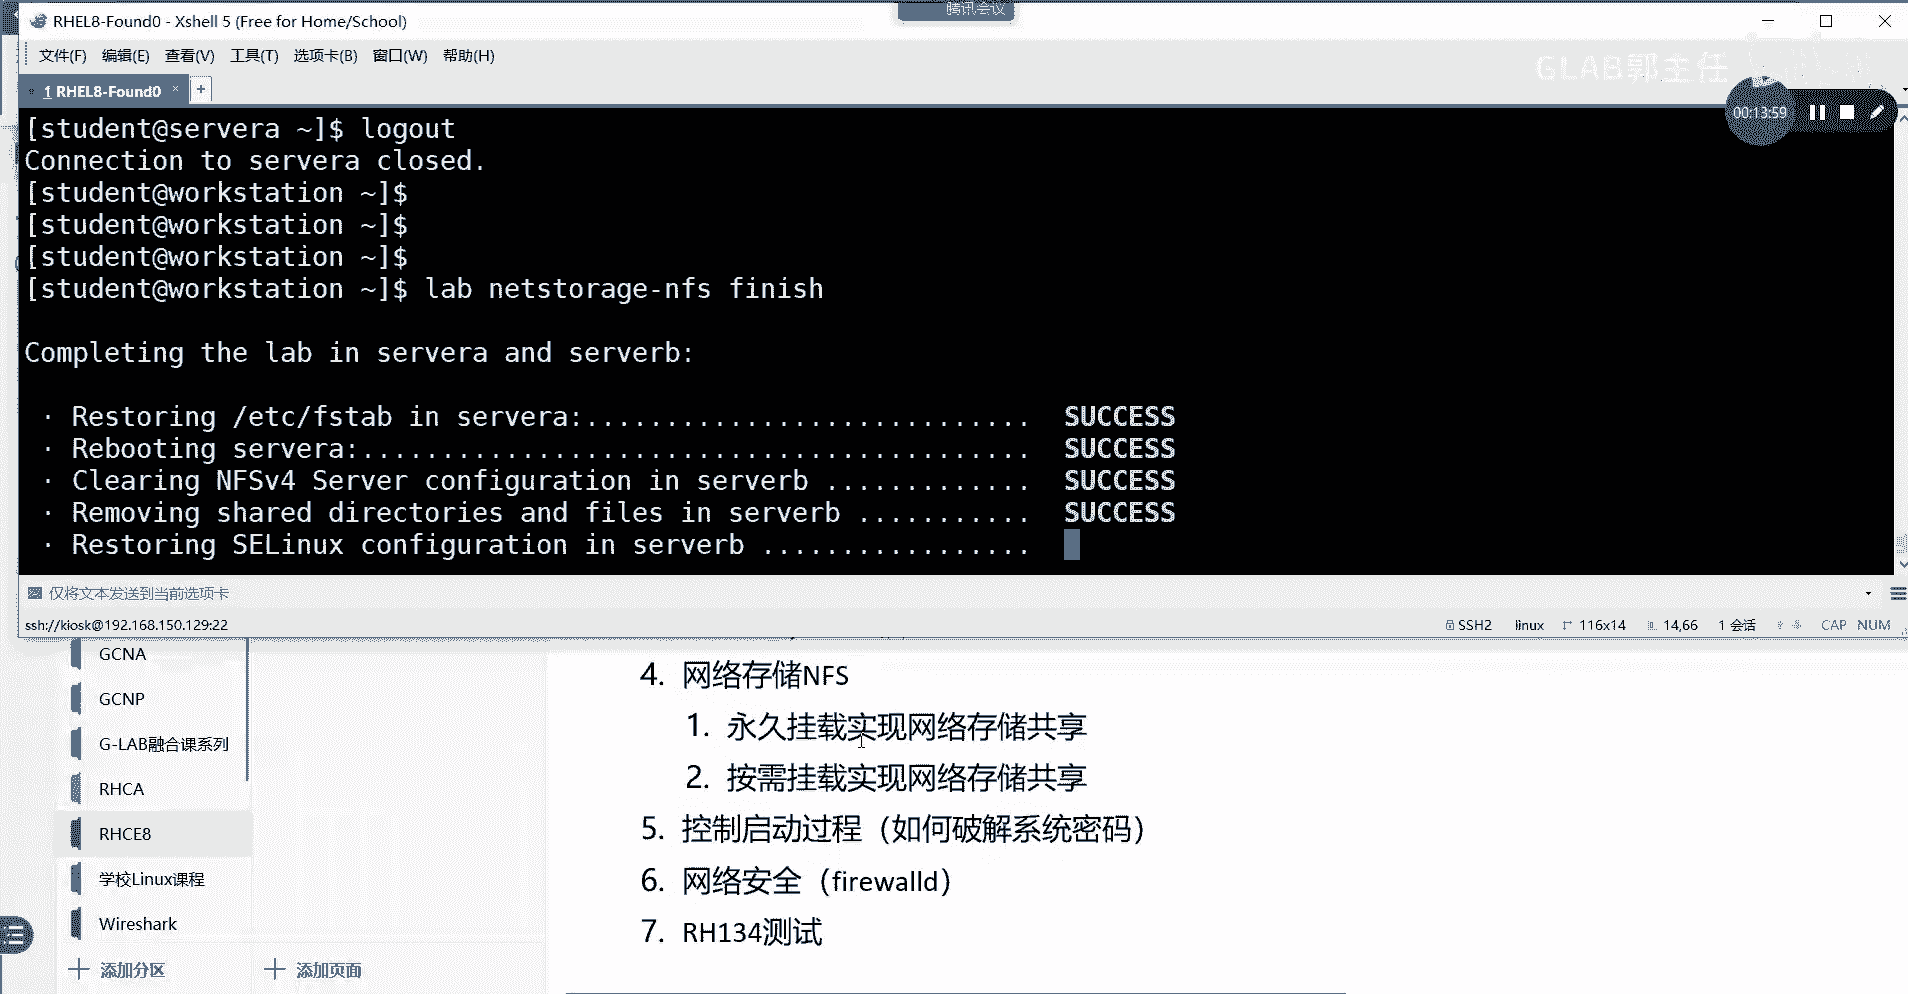 腾讯会议
RHEL8-Found0 - Xshell 5 (Free for Home/School)
文件(F) 编辑(E) 查看(V) 工具(T) 选项卡(B) 窗口(W) 帮助(H)
GLAB郭主任
1 RHEL8-Found0 × +
00:13:59
[student@servera ~]$ logout
Connection to servera closed.
[student@workstation ~]$
[student@workstation ~]$
[student@workstation ~]$
[student@workstation ~]$ lab netstorage-nfs finish
Completing the lab in servera and serverb:
· Restoring /etc/fstab in servera:............................ SUCCESS
· Rebooting servera:.......................................... SUCCESS
· Clearing NFSv4 Server configuration in serverb ............. SUCCESS
· Removing shared directories and files in serverb ........... SUCCESS
· Restoring SELinux configuration in serverb .................
仅将文本发送到当前选项卡
ssh://kiosk@192.168.150.129:22 SSH2 linux 116x14 14,66 1 会话 CAP NUM
GCNA
GCNP
G-LAB融合课系列
RHCA
RHCE8
学校Linux课程
Wireshark
添加分区 添加页面
4. 网络存储NFS
1. 永久挂载实现网络存储共享
2. 按需挂载实现网络存储共享
5. 控制启动过程（如何破解系统密码）
6. 网络安全（firewalld）
7. RH134测试